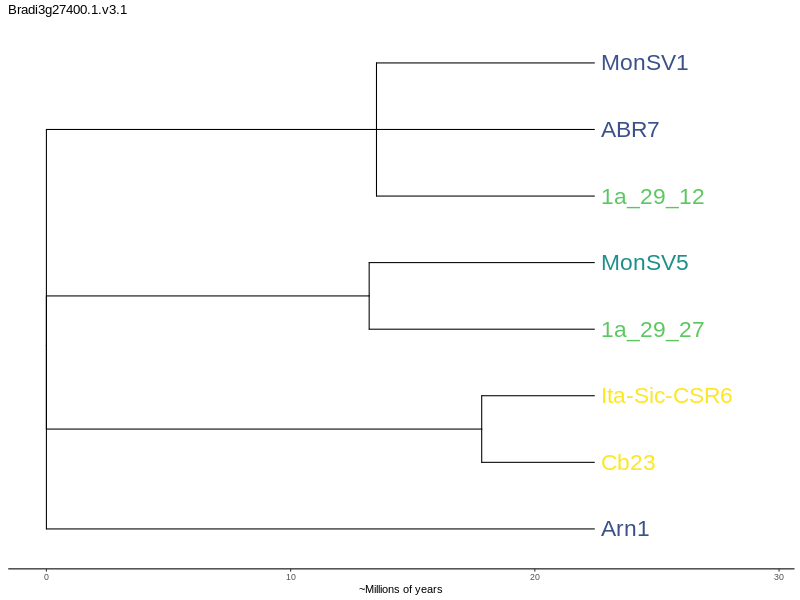 Bradi3g27400.1.v3.1
MonSV1
ABR7
1a_29_12
MonSV5
1a_29_27
Ita-Sic-CSR6
Cb23
Arn1
0 10 20 30
~Millions of years